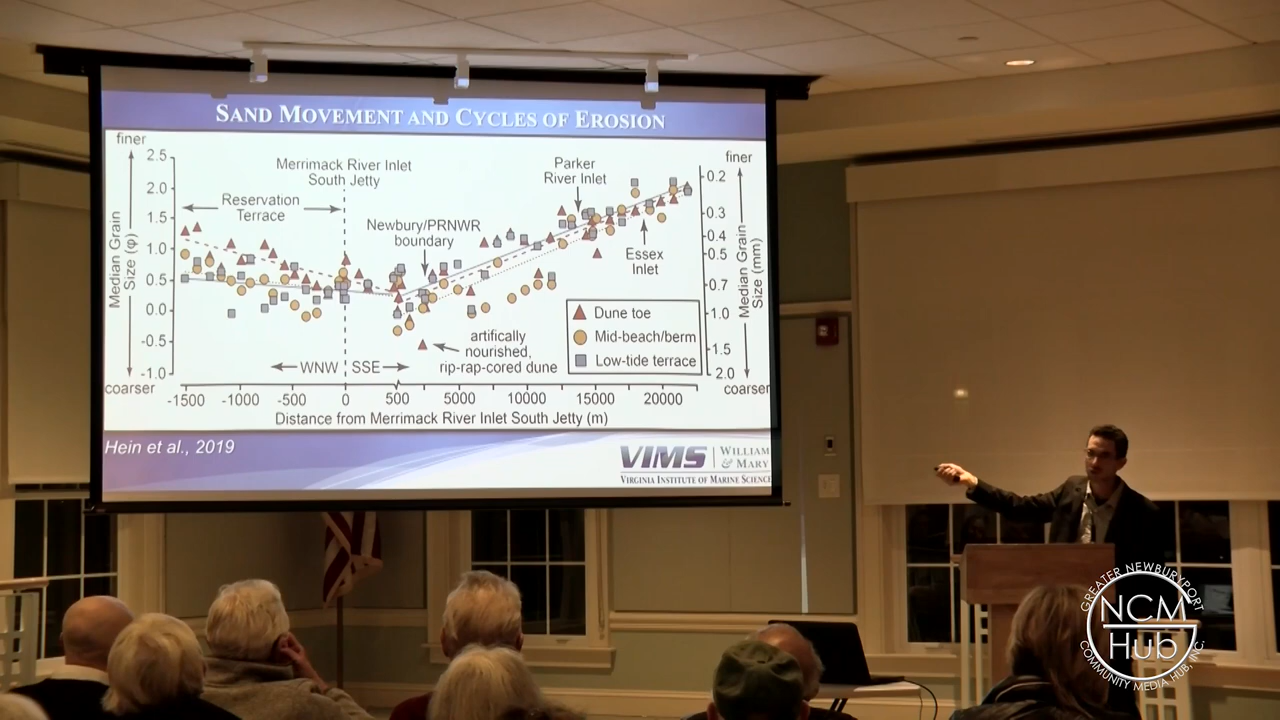 SAND MOVEMENT AND CYCLES OF EROSION
finer
2.5
2.0
1.5
1.0
0.5
0.0
-0.5
-1.0
coarser
Median Grain
Size (φ)
Merrimack River Inlet
South Jetty
Reservation
Terrace
Newbury/PRNWR
boundary
Parker
River Inlet
Essex
Inlet
artifically
nourished,
rip-rap-cored dune
WNW SSE
Dune toe
Mid-beach/berm
Low-tide terrace
finer
0.2
0.3
0.4
0.5
0.7
1.0
1.5
2.0
coarser
Median Grain
Size (mm)
-1500 -1000 -500 0 500 5000 10000 15000 20000
Distance from Merrimack River Inlet South Jetty (m)
Hein et al., 2019
VIMS WILLIAM
& MARY
VIRGINIA INSTITUTE OF MARINE SCIENCE
GREATER NEWBURYPORT
NCM
Hub
COMMUNITY MEDIA HUB, INC.